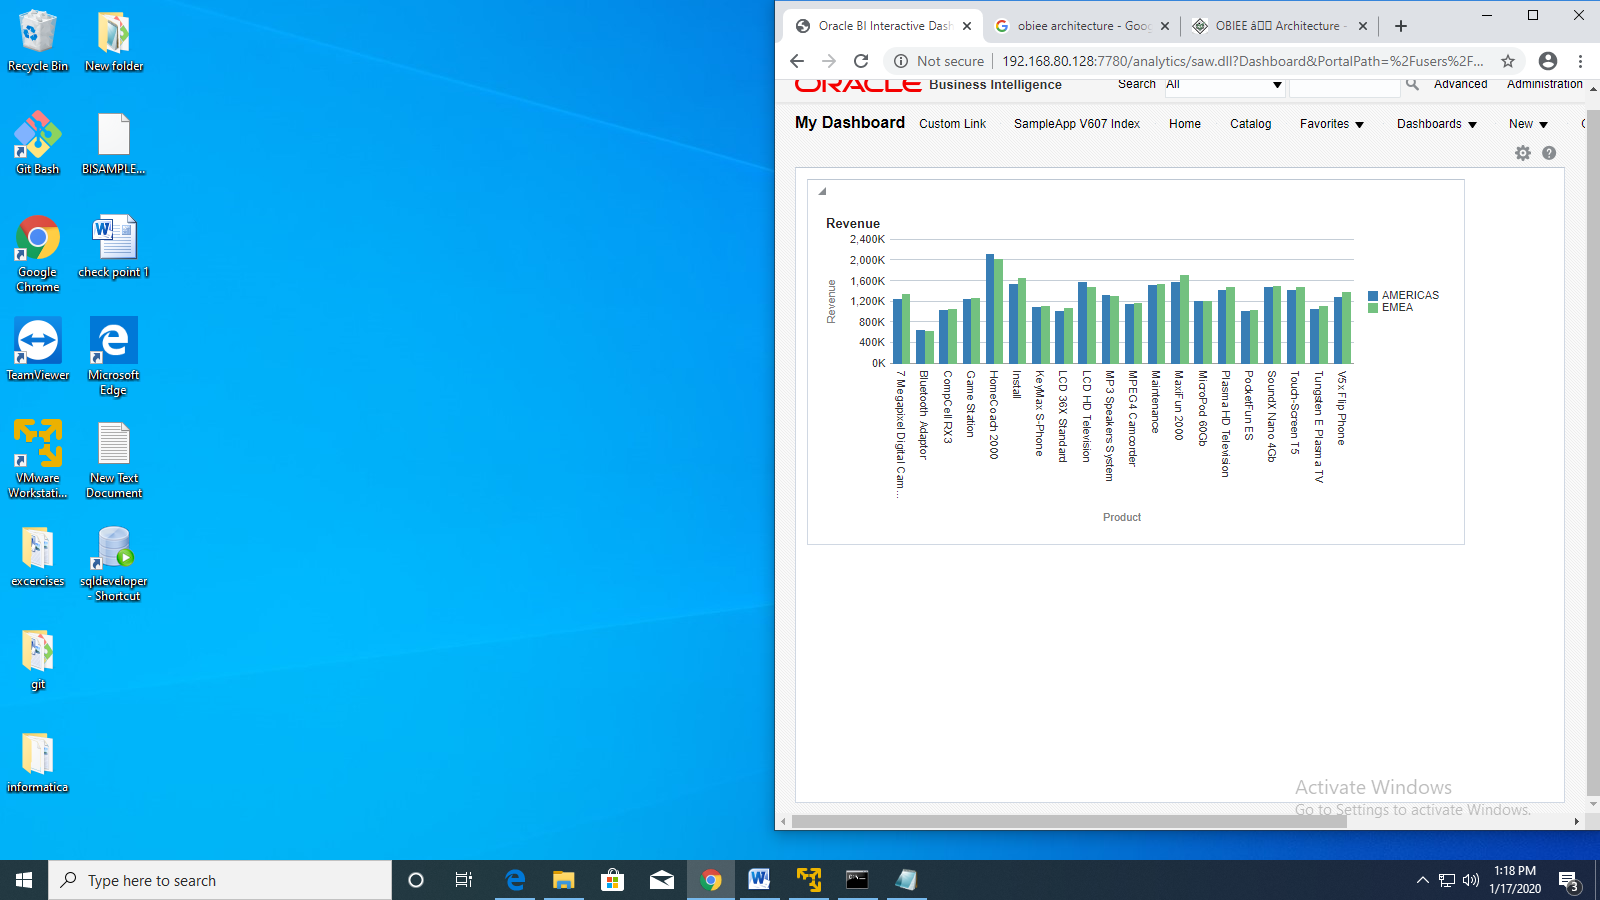 Recycle Bin
New folder
Git Bash
BISAMPLE...
Google
Chrome
check point 1
TeamViewer
Microsoft
Edge
VMware
Workstati...
New Text
Document
excercises
sqldeveloper
- Shortcut
git
informatica
Oracle BI Interactive Dash
obiee architecture - Goog
OBIEE â Architecture -
Not secure
192.168.80.128:7780/analytics/saw.dll?Dashboard&PortalPath=%2Fusers%2F...
ORACLE Business Intelligence
Search
All
Advanced
Administration
My Dashboard
Custom Link
SampleApp V607 Index
Home
Catalog
Favorites
Dashboards
New
Revenue
2,400K
2,000K
1,600K
1,200K
800K
400K
0K
Revenue
AMERICAS
EMEA
7 Megapixel Digital Cam...
Bluetooth Adaptor
CompCell RX3
Game Station
HomeCoach 2000
Install
KeyMax S-Phone
LCD 36X Standard
LCD HD Television
MP3 Speakers System
MPEG4 Camcorder
Maintenance
MaxiFun 2000
MicroPod 60Gb
Plasma HD Television
PocketFun ES
SoundX Nano 4Gb
Touch-Screen T5
Tungsten E Plasma TV
V5x Flip Phone
Product
Activate Windows
Go to Settings to activate Windows.
Type here to search
1:18 PM
1/17/2020
3